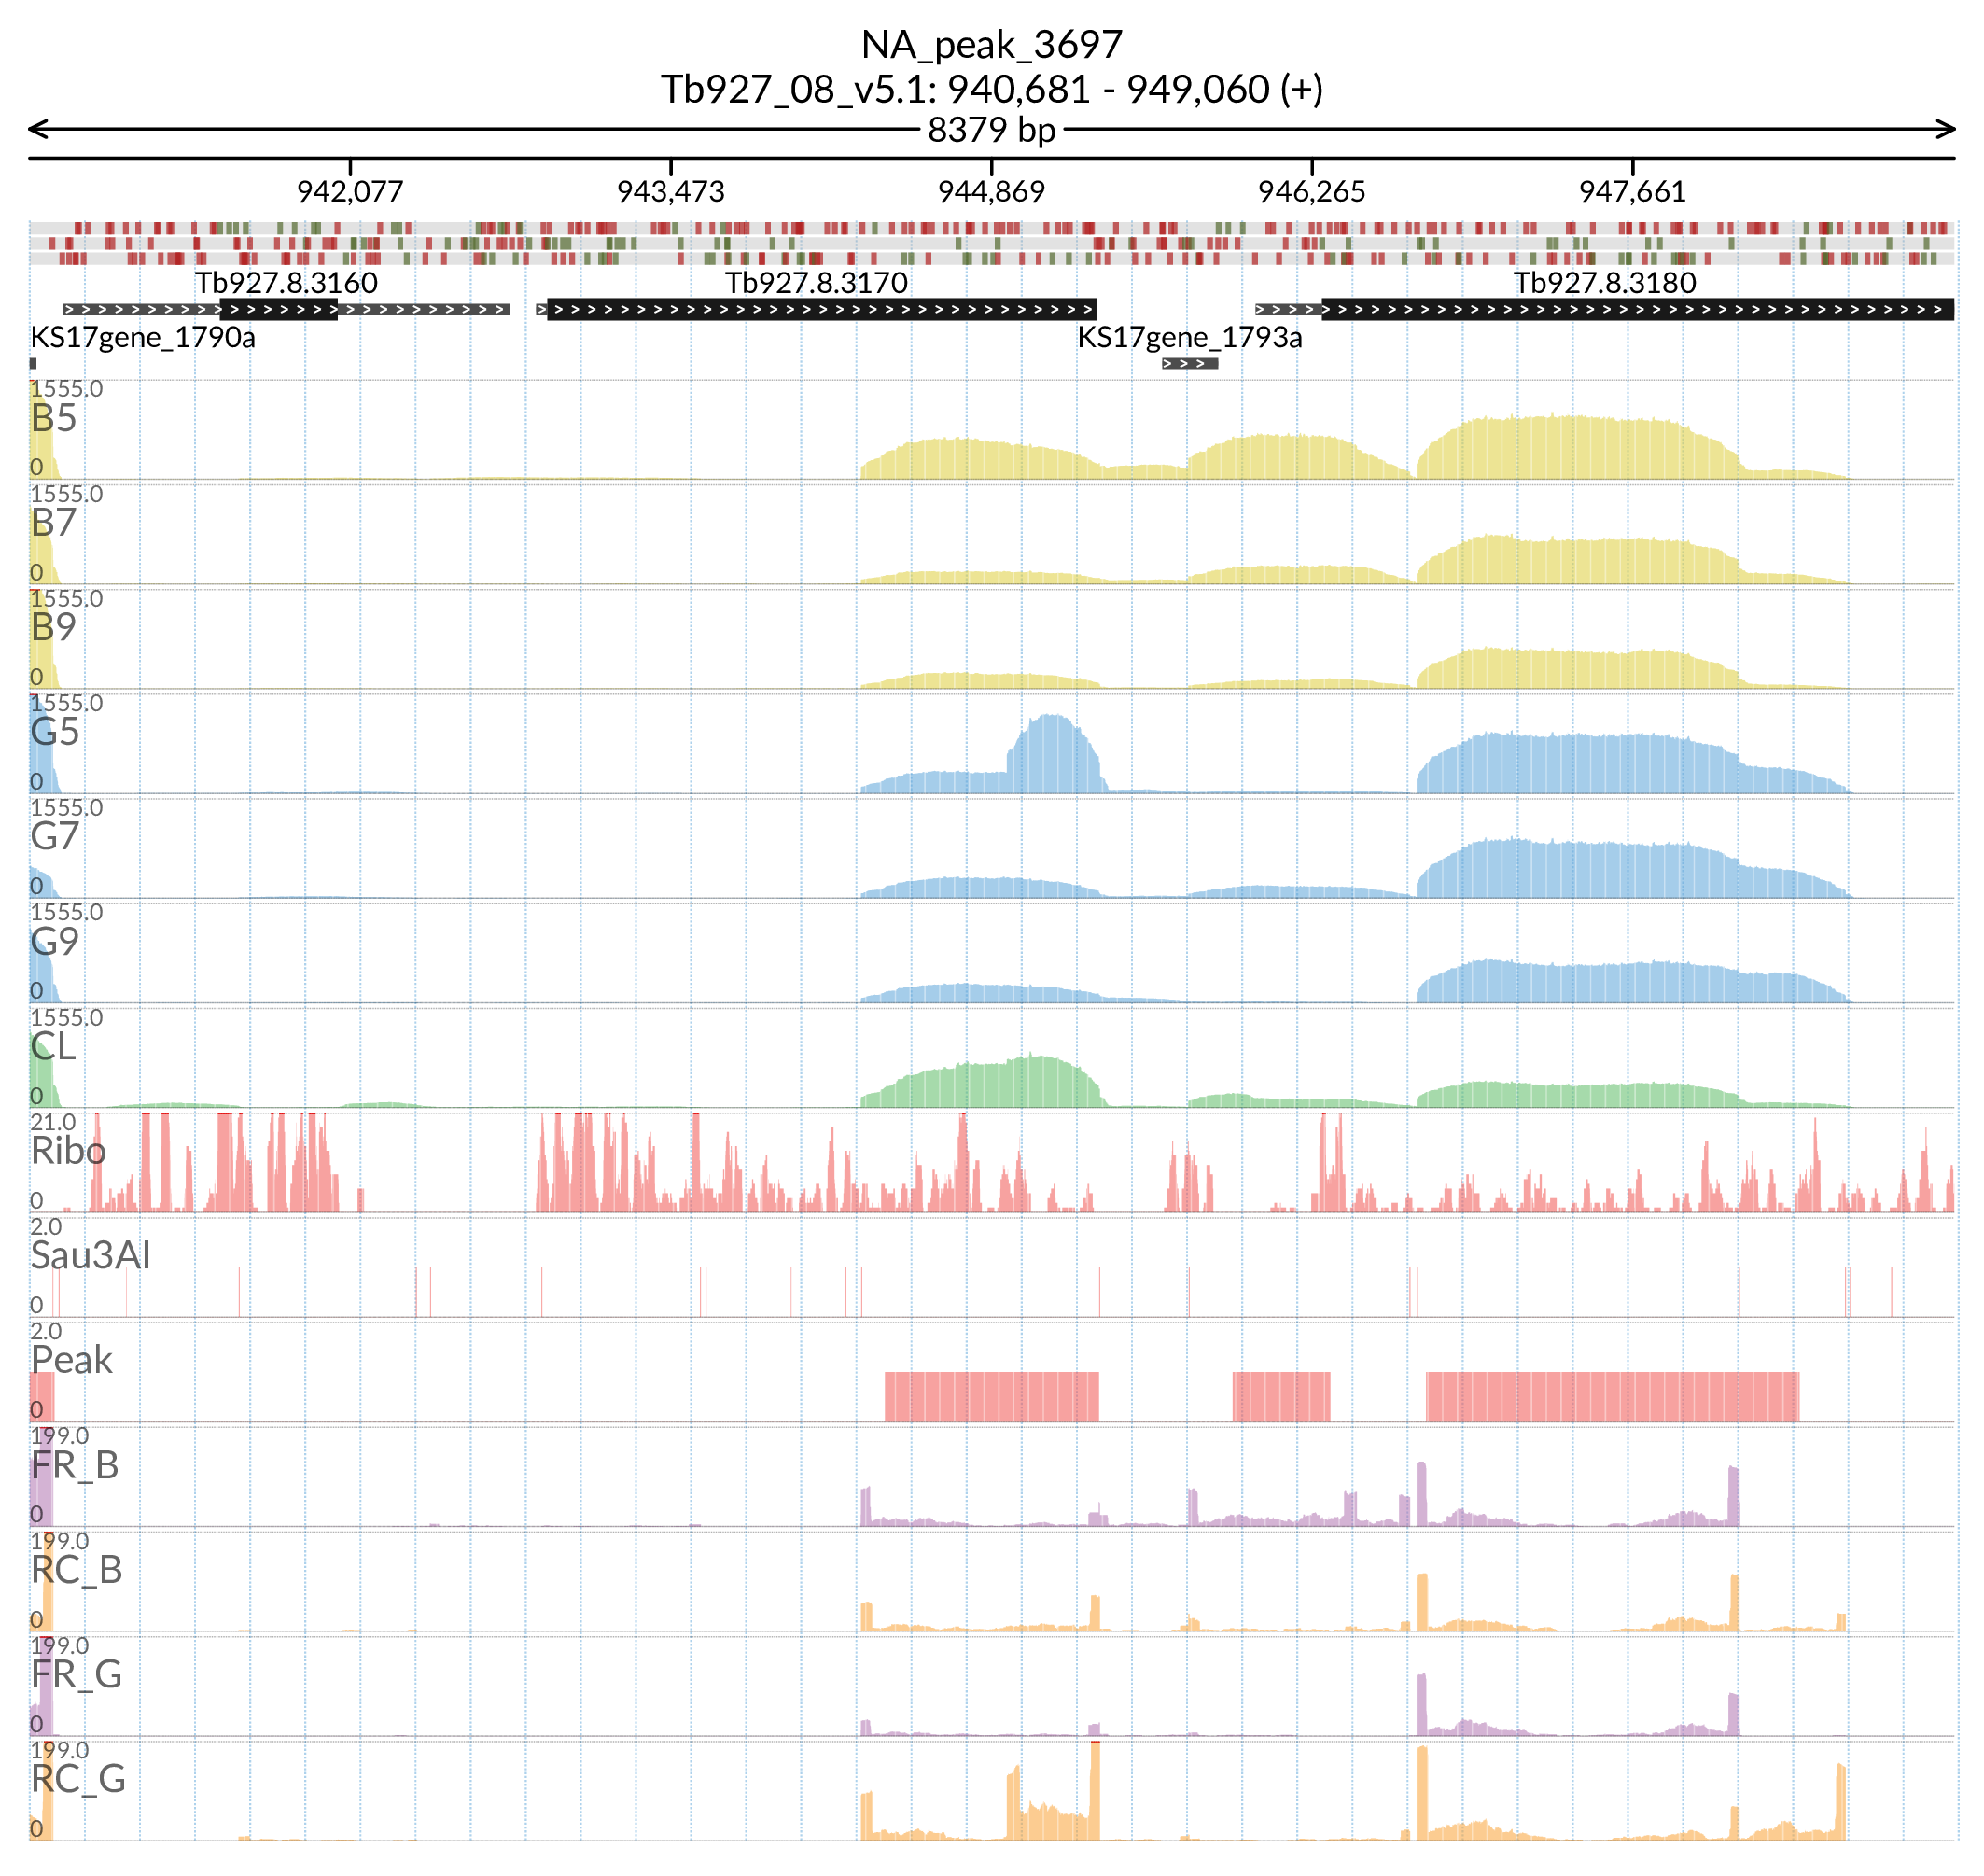 NA_peak_3697
Tb927_08_v5.1: 940,681 - 949,060 (+)
8379 bp
942,077 943,473 944,869 946,265 947,661
Tb927.8.3160 Tb927.8.3170 Tb927.8.3180
KS17gene_1790a KS17gene_1793a
1555.0
B5
0
1555.0
B7
0
1555.0
B9
0
1555.0
G5
0
1555.0
G7
0
1555.0
G9
0
1555.0
CL
0
21.0
Ribo
0
2.0
Sau3AI
0
2.0
Peak
0
199.0
FR_B
0
199.0
RC_B
0
199.0
FR_G
0
199.0
RC_G
0